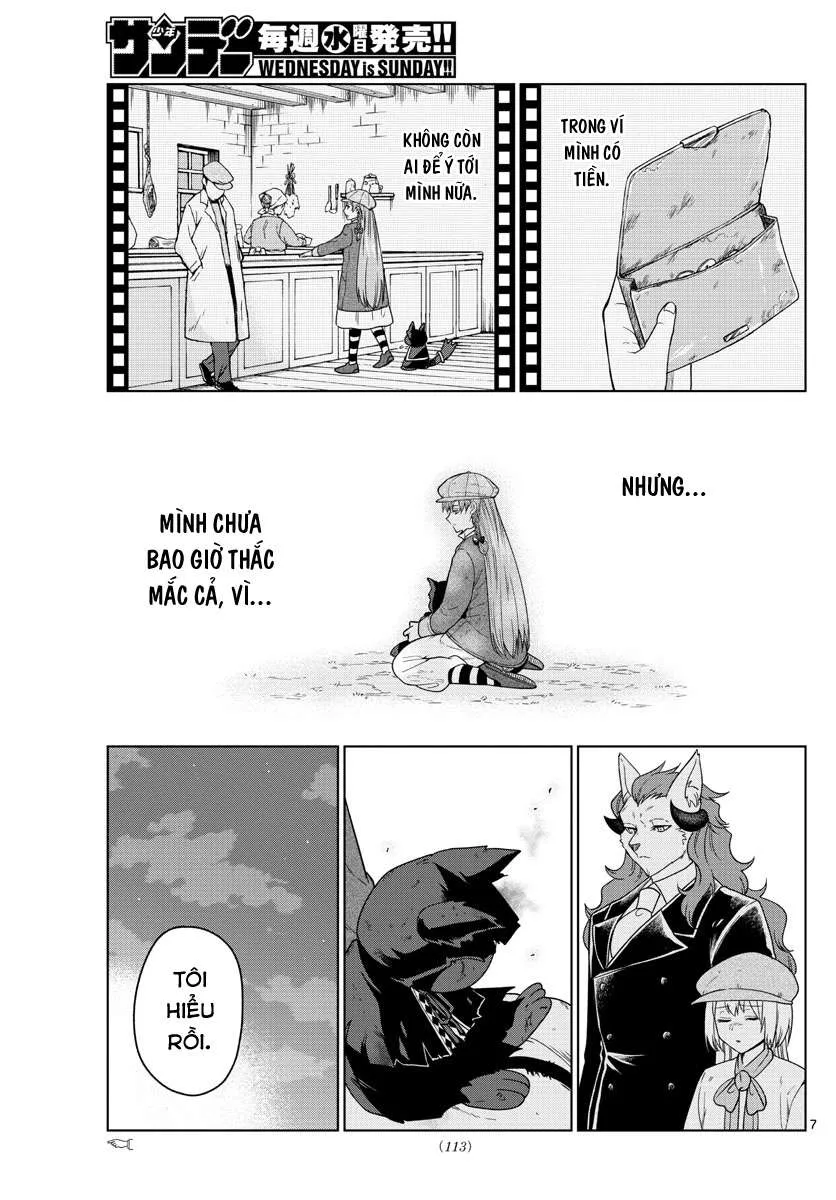 少年サンデー 毎週水曜日発売!!
WEDNESDAY is SUNDAY!!
TRONG VÍ
MÌNH CÓ
TIỀN.
KHÔNG CÒN
AI ĐỂ Ý TỚI
MÌNH NỮA.
NHƯNG...
MÌNH CHƯA
BAO GIỜ THẮC
MẮC CẢ, VÌ...
TÔI
HIỂU
RỒI.
7
(113)